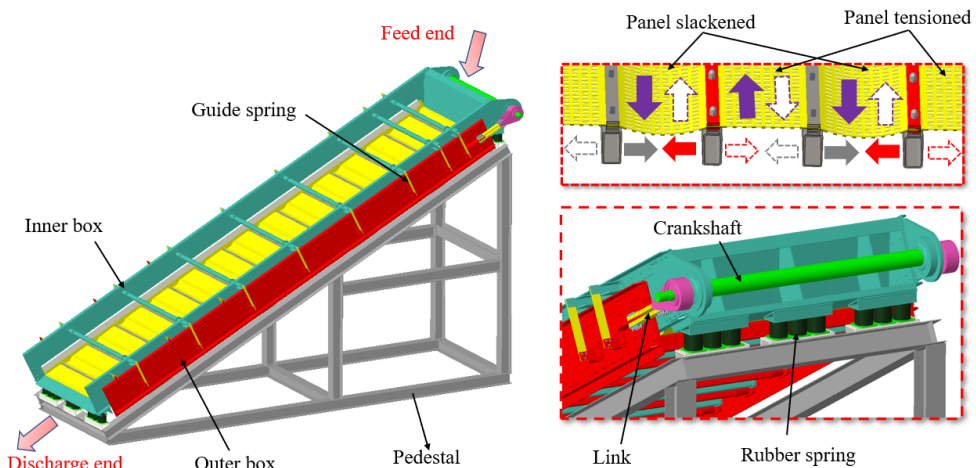 Feed end
Guide spring
Inner box
Discharge end
Outer box
Pedestal
Panel slackened
Panel tensioned
Crankshaft
Link
Rubber spring